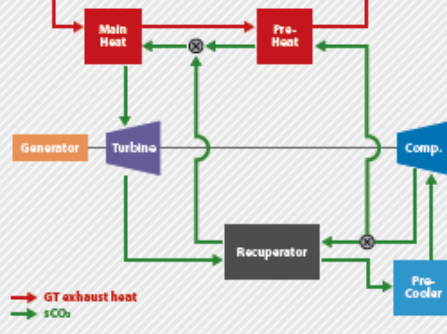 Main
Heat
Pre-
Heat
Generator
Turbine
Comp.
Recuperator
Pre-
Cooler
GT exhaust heat
sCO₂